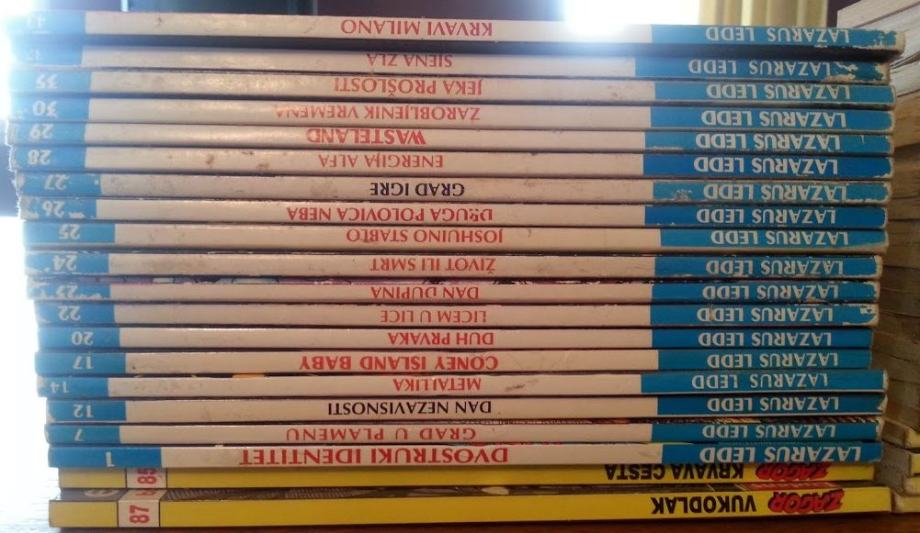 LAZARUS LEDD KRVAVI MILANO
LAZARUS LEDD SJENA ZLA
LAZARUS LEDD JEKA PROŠLOSTI 35
LAZARUS LEDD ZAROBLJENIK VREMENA 30
LAZARUS LEDD WASTELAND 29
LAZARUS LEDD ENERGIJA ALFA 28
LAZARUS LEDD GRAD IGRE 27
LAZARUS LEDD DRUGA POLOVICA NEBA 26
LAZARUS LEDD JOSHUINO STABLO 25
LAZARUS LEDD ŽIVOT ILI SMRT 24
LAZARUS LEDD DAN DUPINA 23
LAZARUS LEDD LICEM U LICE 22
LAZARUS LEDD DUH PRVAKA 20
LAZARUS LEDD CONEY ISLAND BABY 17
LAZARUS LEDD METALLIKA 14
LAZARUS LEDD DAN NEZAVISNOSTI 12
LAZARUS LEDD GRAD U PLAMENU 7
LAZARUS LEDD DVOSTRUKI IDENTITET 1
ZAGOR KRVAVA CESTA 85
ZAGOR VUKODLAK 87